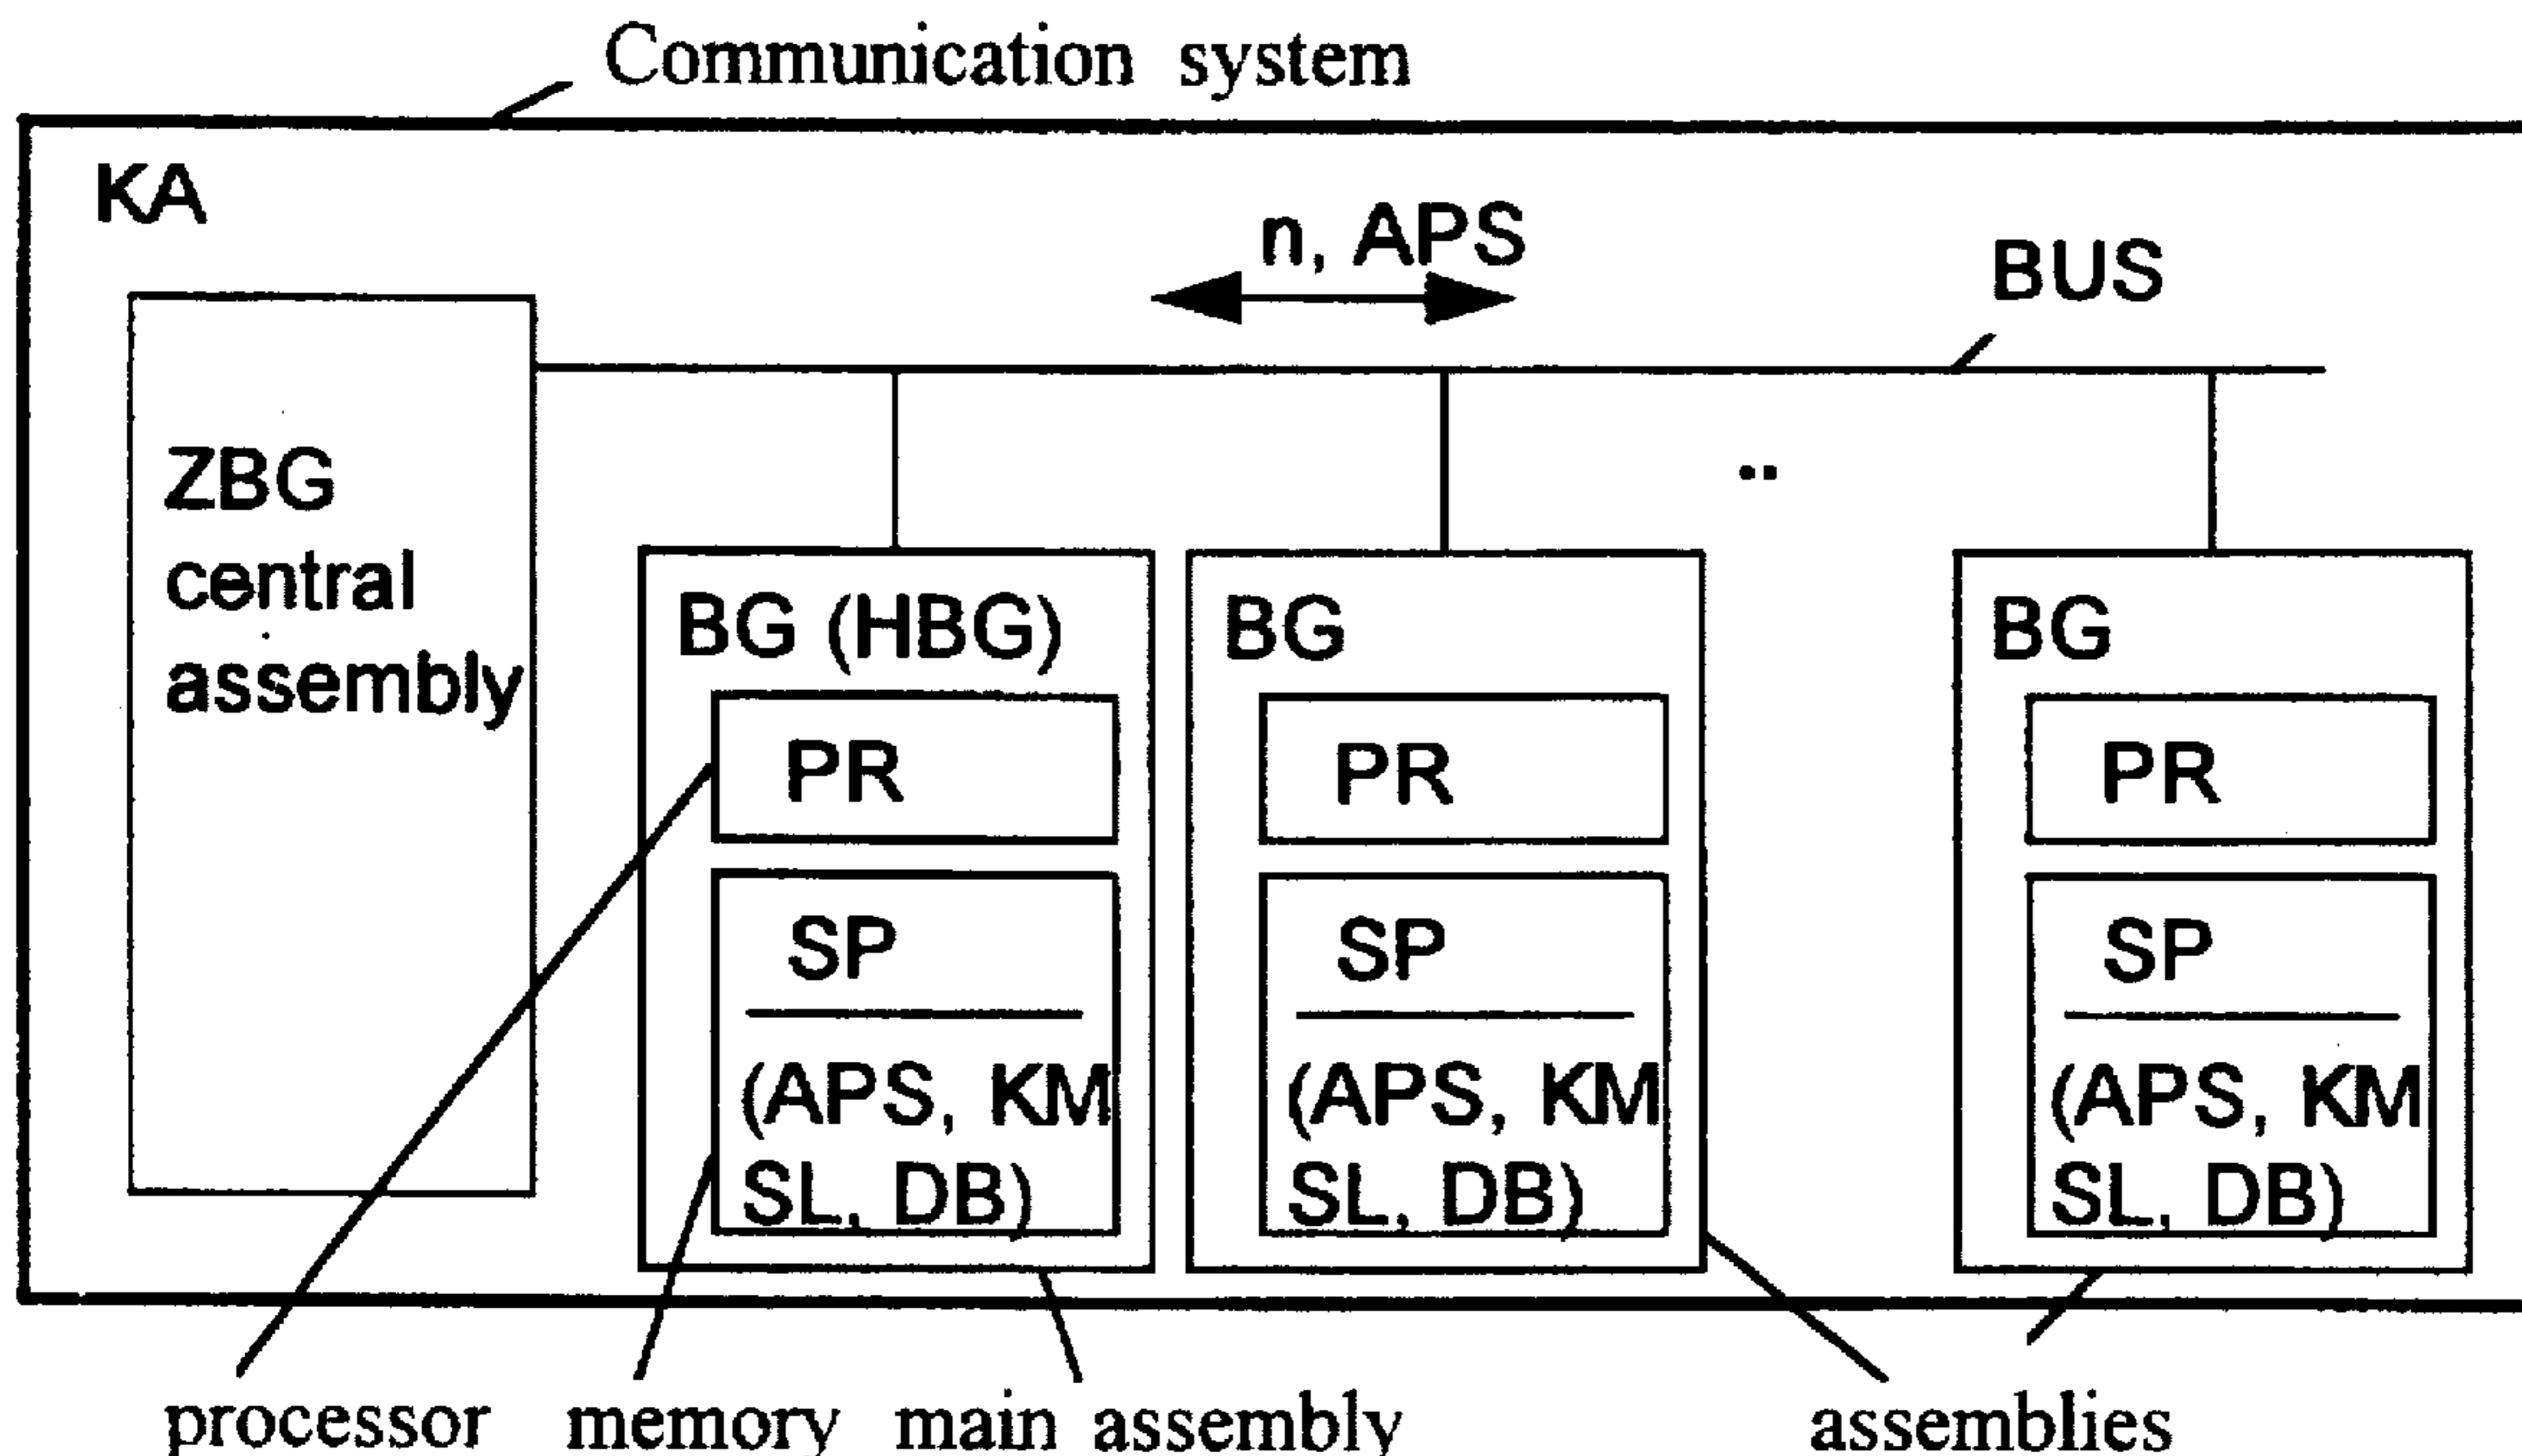 Communication system
KA
n, APS
BUS
ZBG
central
assembly
BG (HBG)
PR
SP
(APS, KM
SL, DB)
BG
PR
SP
(APS, KM
SL, DB)
BG
PR
SP
(APS, KM
SL, DB)
processor
memory
main assembly
assemblies